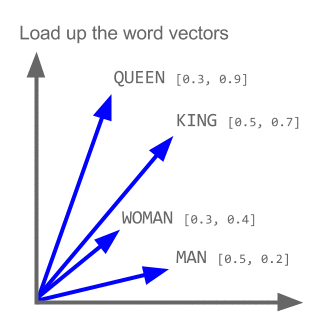 Load up the word vectors
QUEEN [0.3, 0.9]
KING [0.5, 0.7]
WOMAN [0.3, 0.4]
MAN [0.5, 0.2]